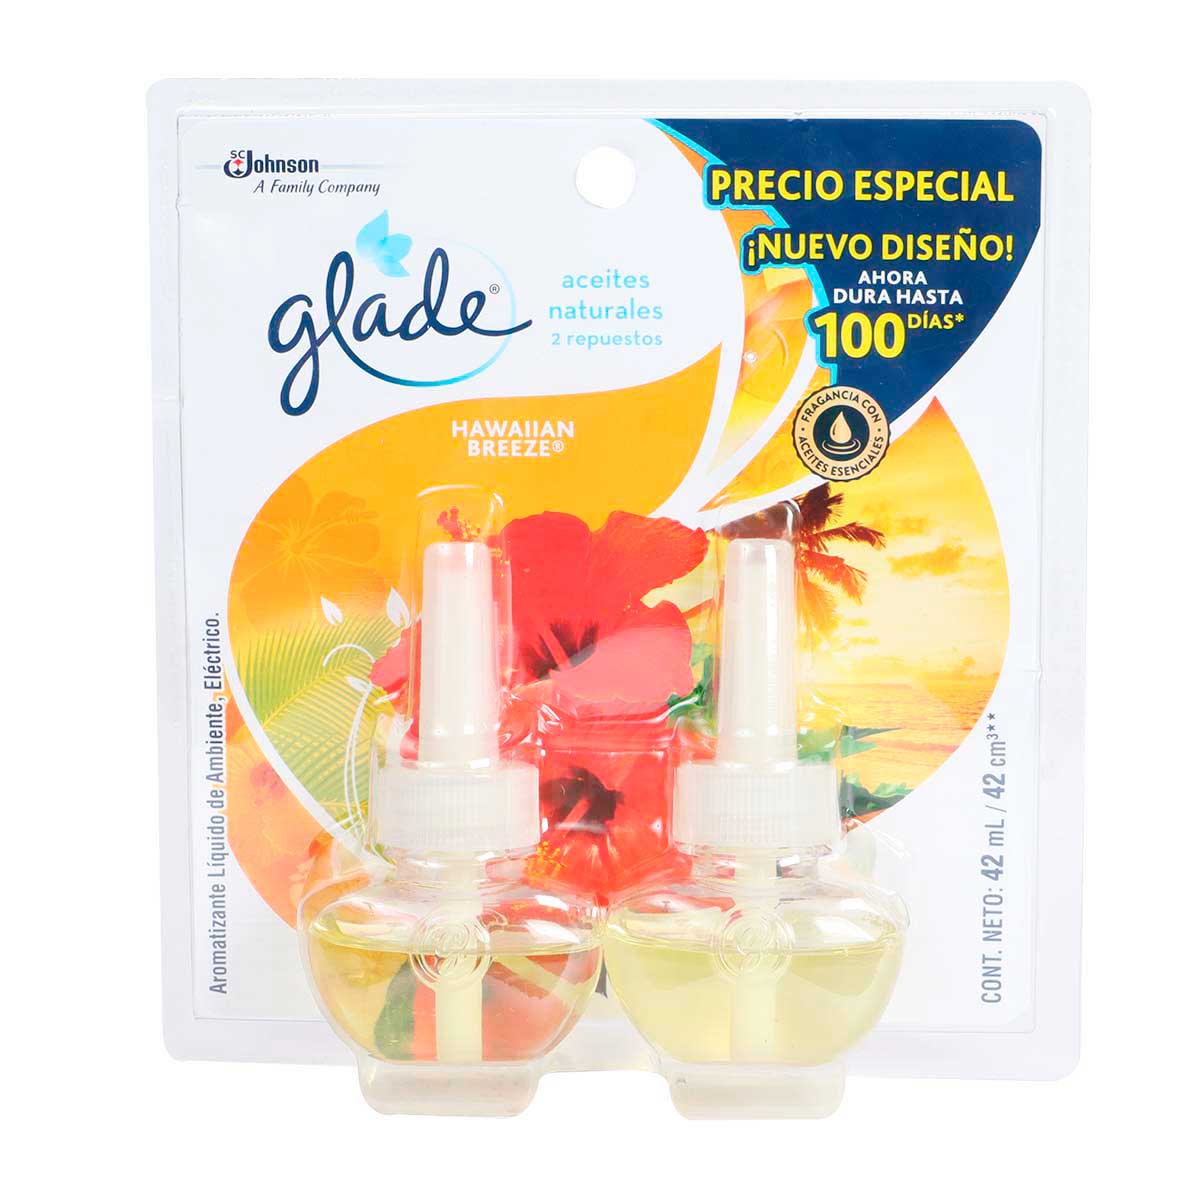 SC Johnson
A Family Company
glade®
aceites
naturales
2 repuestos
HAWAIIAN
BREEZE®
PRECIO ESPECIAL
¡NUEVO DISEÑO!
AHORA
DURA HASTA
100 DÍAS*
FRAGANCIA CON
ACEITES ESENCIALES
Aromatizante Líquido de Ambiente, Eléctrico.
CONT. NETO: 42 mL / 42 cm³**